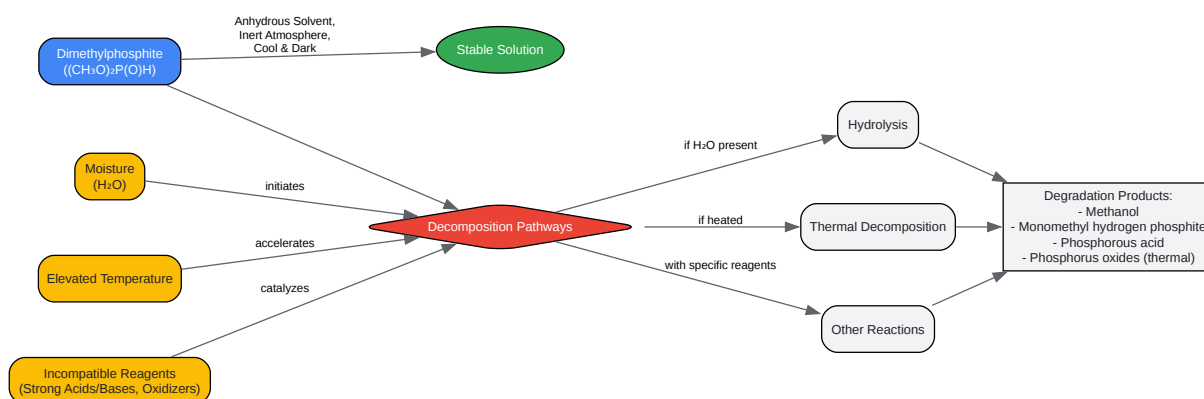 Anhydrous Solvent,
Inert Atmosphere,
Cool & Dark
Dimethylphosphite
((CH₃O)₂P(O)H)
Stable Solution
Moisture
(H₂O)
initiates
Elevated Temperature
accelerates
catalyzes
Incompatible Reagents
(Strong Acids/Bases, Oxidizers)
Decomposition Pathways
if H₂O present
if heated
with specific reagents
Hydrolysis
Thermal Decomposition
Other Reactions
Degradation Products:
- Methanol
- Monomethyl hydrogen phosphite
- Phosphorous acid
- Phosphorus oxides (thermal)